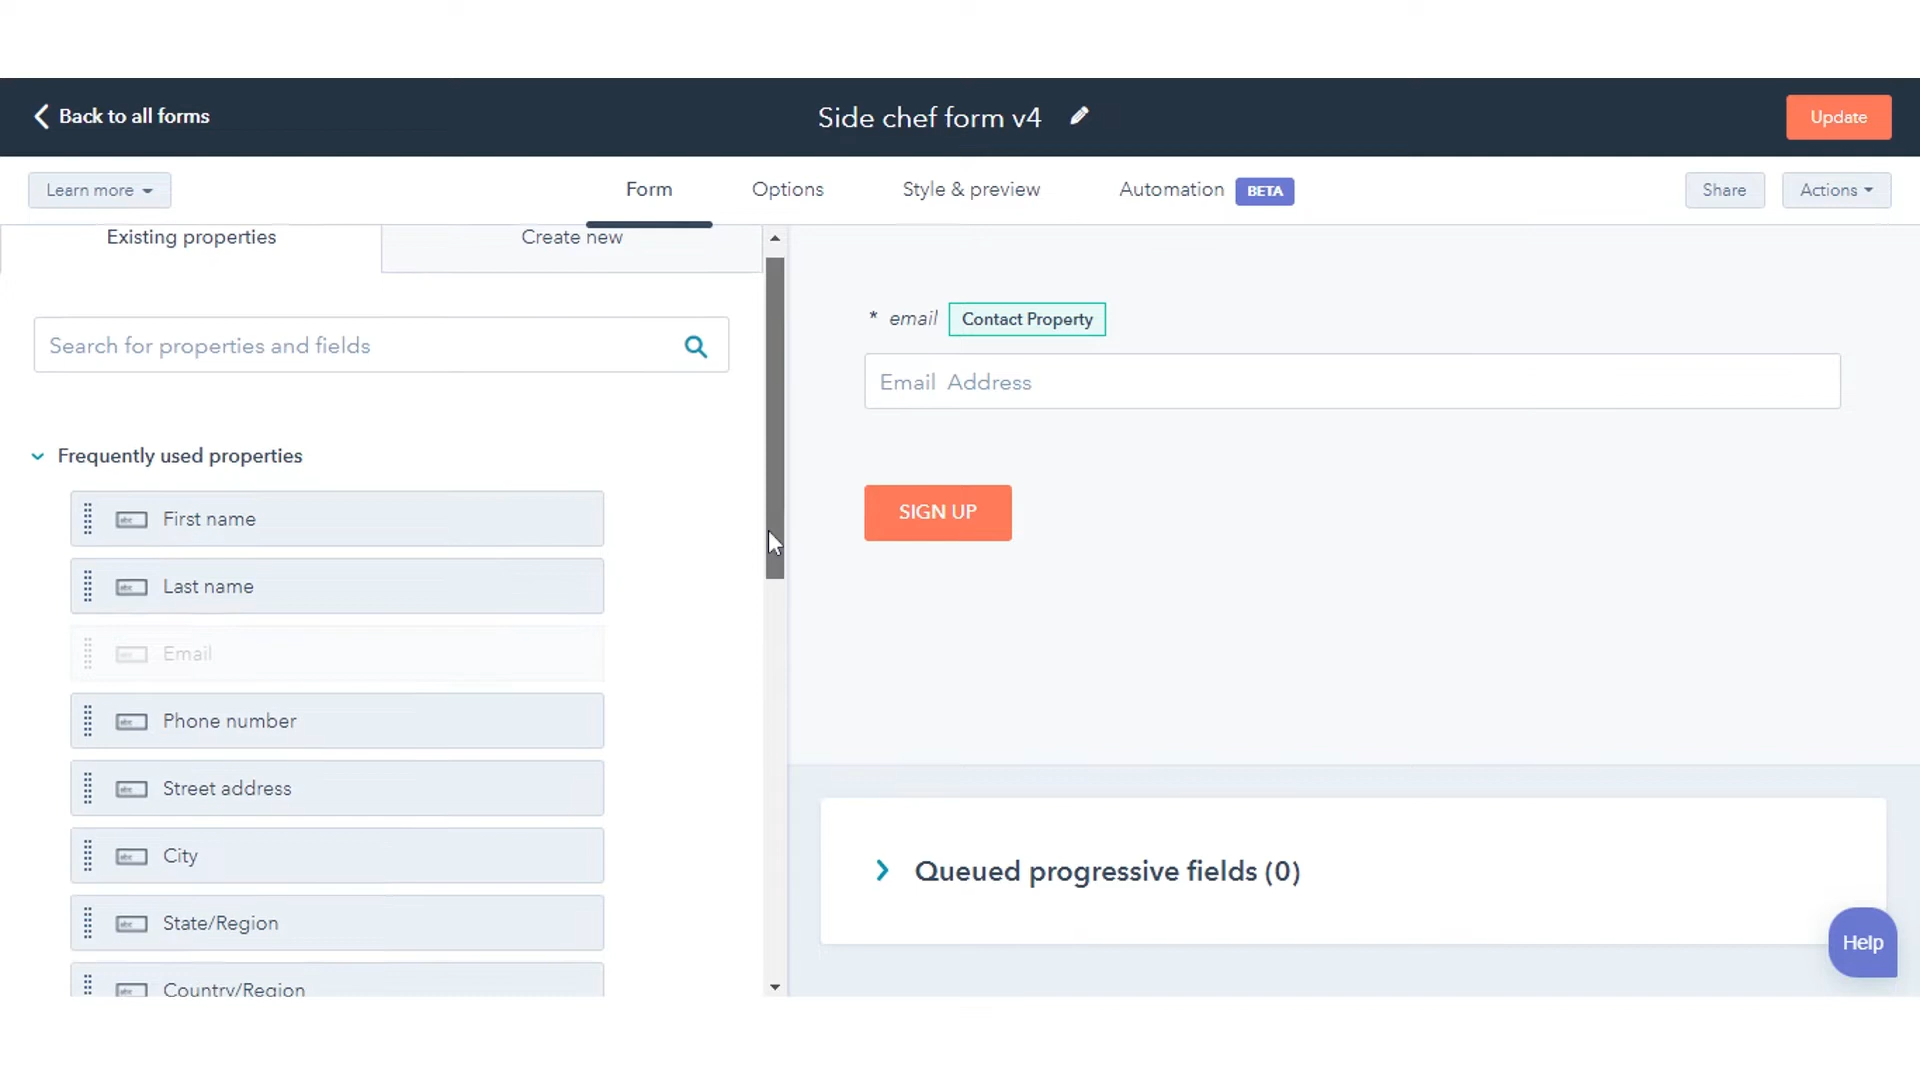 Back to all forms
Side chef form v4
Update
Learn more
Form
Options
Style & preview
Automation BETA
Share
Actions
Existing properties
Create new
Search for properties and fields
Frequently used properties
First name
Last name
Email
Phone number
Street address
City
State/Region
Country/Region
* email Contact Property
Email Address
SIGN UP
Queued progressive fields (0)
Help